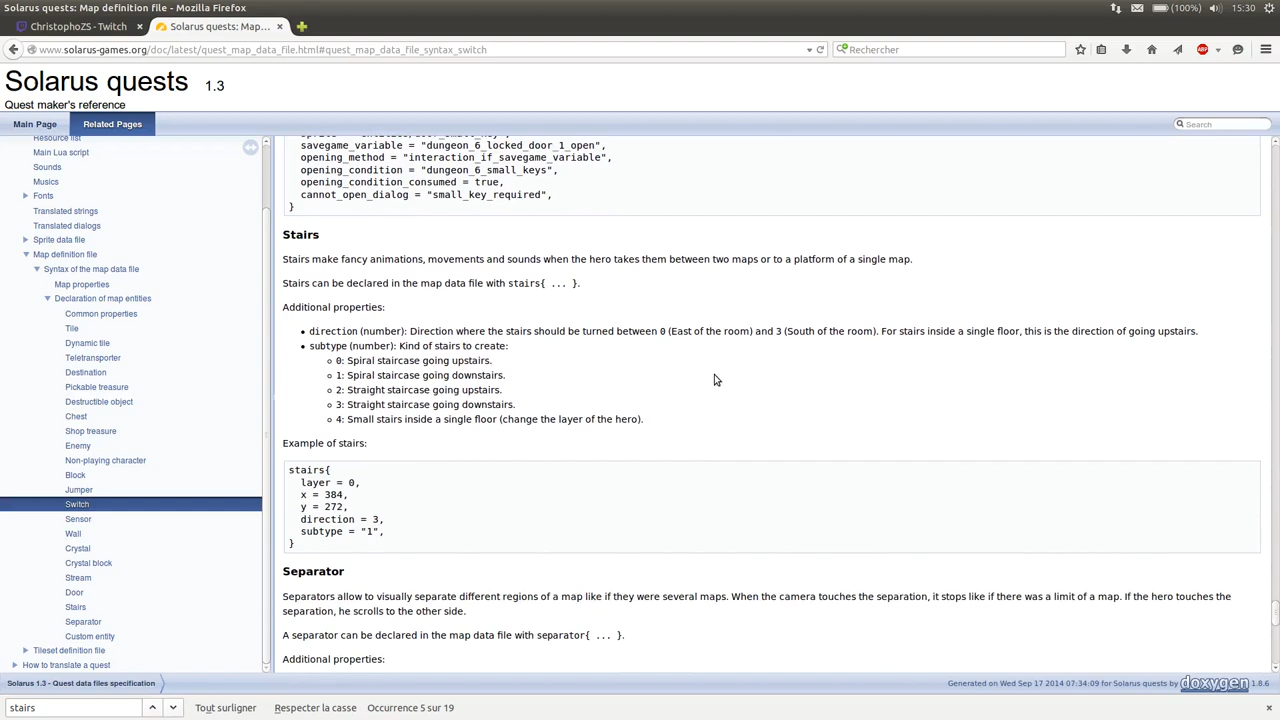 Solarus quests: Map definition file - Mozilla Firefox
(100%)
15:30
ChristophoZS - Twitch
Solarus quests: Map...
www.solarus-games.org/doc/latest/quest_map_data_file.html#quest_map_data_file_syntax_switch
Rechercher
ABP
Solarus quests 1.3
Quest maker's reference
Main Page
Related Pages
Search
Resource list
Main Lua script
Sounds
Musics
Fonts
Translated strings
Translated dialogs
Sprite data file
Map definition file
Syntax of the map data file
Map properties
Declaration of map entities
Common properties
Tile
Dynamic tile
Teletransporter
Destination
Pickable treasure
Destructible object
Chest
Shop treasure
Enemy
Non-playing character
Block
Jumper
Switch
Sensor
Wall
Crystal
Crystal block
Stream
Door
Stairs
Separator
Custom entity
Tileset definition file
How to translate a quest
savegame_variable = "dungeon_6_locked_door_1_open",
opening_method = "interaction_if_savegame_variable",
opening_condition = "dungeon_6_small_keys",
opening_condition_consumed = true,
cannot_open_dialog = "small_key_required",
}
Stairs
Stairs make fancy animations, movements and sounds when the hero takes them between two maps or to a platform of a single map.
Stairs can be declared in the map data file with stairs{ ... }.
Additional properties:
• direction (number): Direction where the stairs should be turned between 0 (East of the room) and 3 (South of the room). For stairs inside a single floor, this is the direction of going upstairs.
• subtype (number): Kind of stairs to create:
0: Spiral staircase going upstairs.
1: Spiral staircase going downstairs.
2: Straight staircase going upstairs.
3: Straight staircase going downstairs.
4: Small stairs inside a single floor (change the layer of the hero).
Example of stairs:
stairs{
layer = 0,
x = 384,
y = 272,
direction = 3,
subtype = "1",
}
Separator
Separators allow to visually separate different regions of a map like if they were several maps. When the camera touches the separation, it stops like if there was a limit of a map. If the hero touches the
separation, he scrolls to the other side.
A separator can be declared in the map data file with separator{ ... }.
Additional properties:
Solarus 1.3 - Quest data files specification
Generated on Wed Sep 17 2014 07:34:09 for Solarus quests by doxygen 1.8.6
stairs
Tout surligner
Respecter la casse
Occurrence 5 sur 19